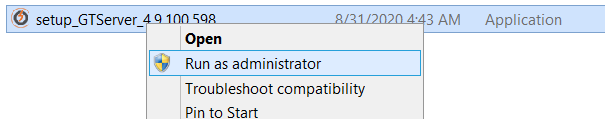 setup_GTServer_4.9.100.598 8/31/2020 4:43 AM Application
Open
Run as administrator
Troubleshoot compatibility
Pin to Start